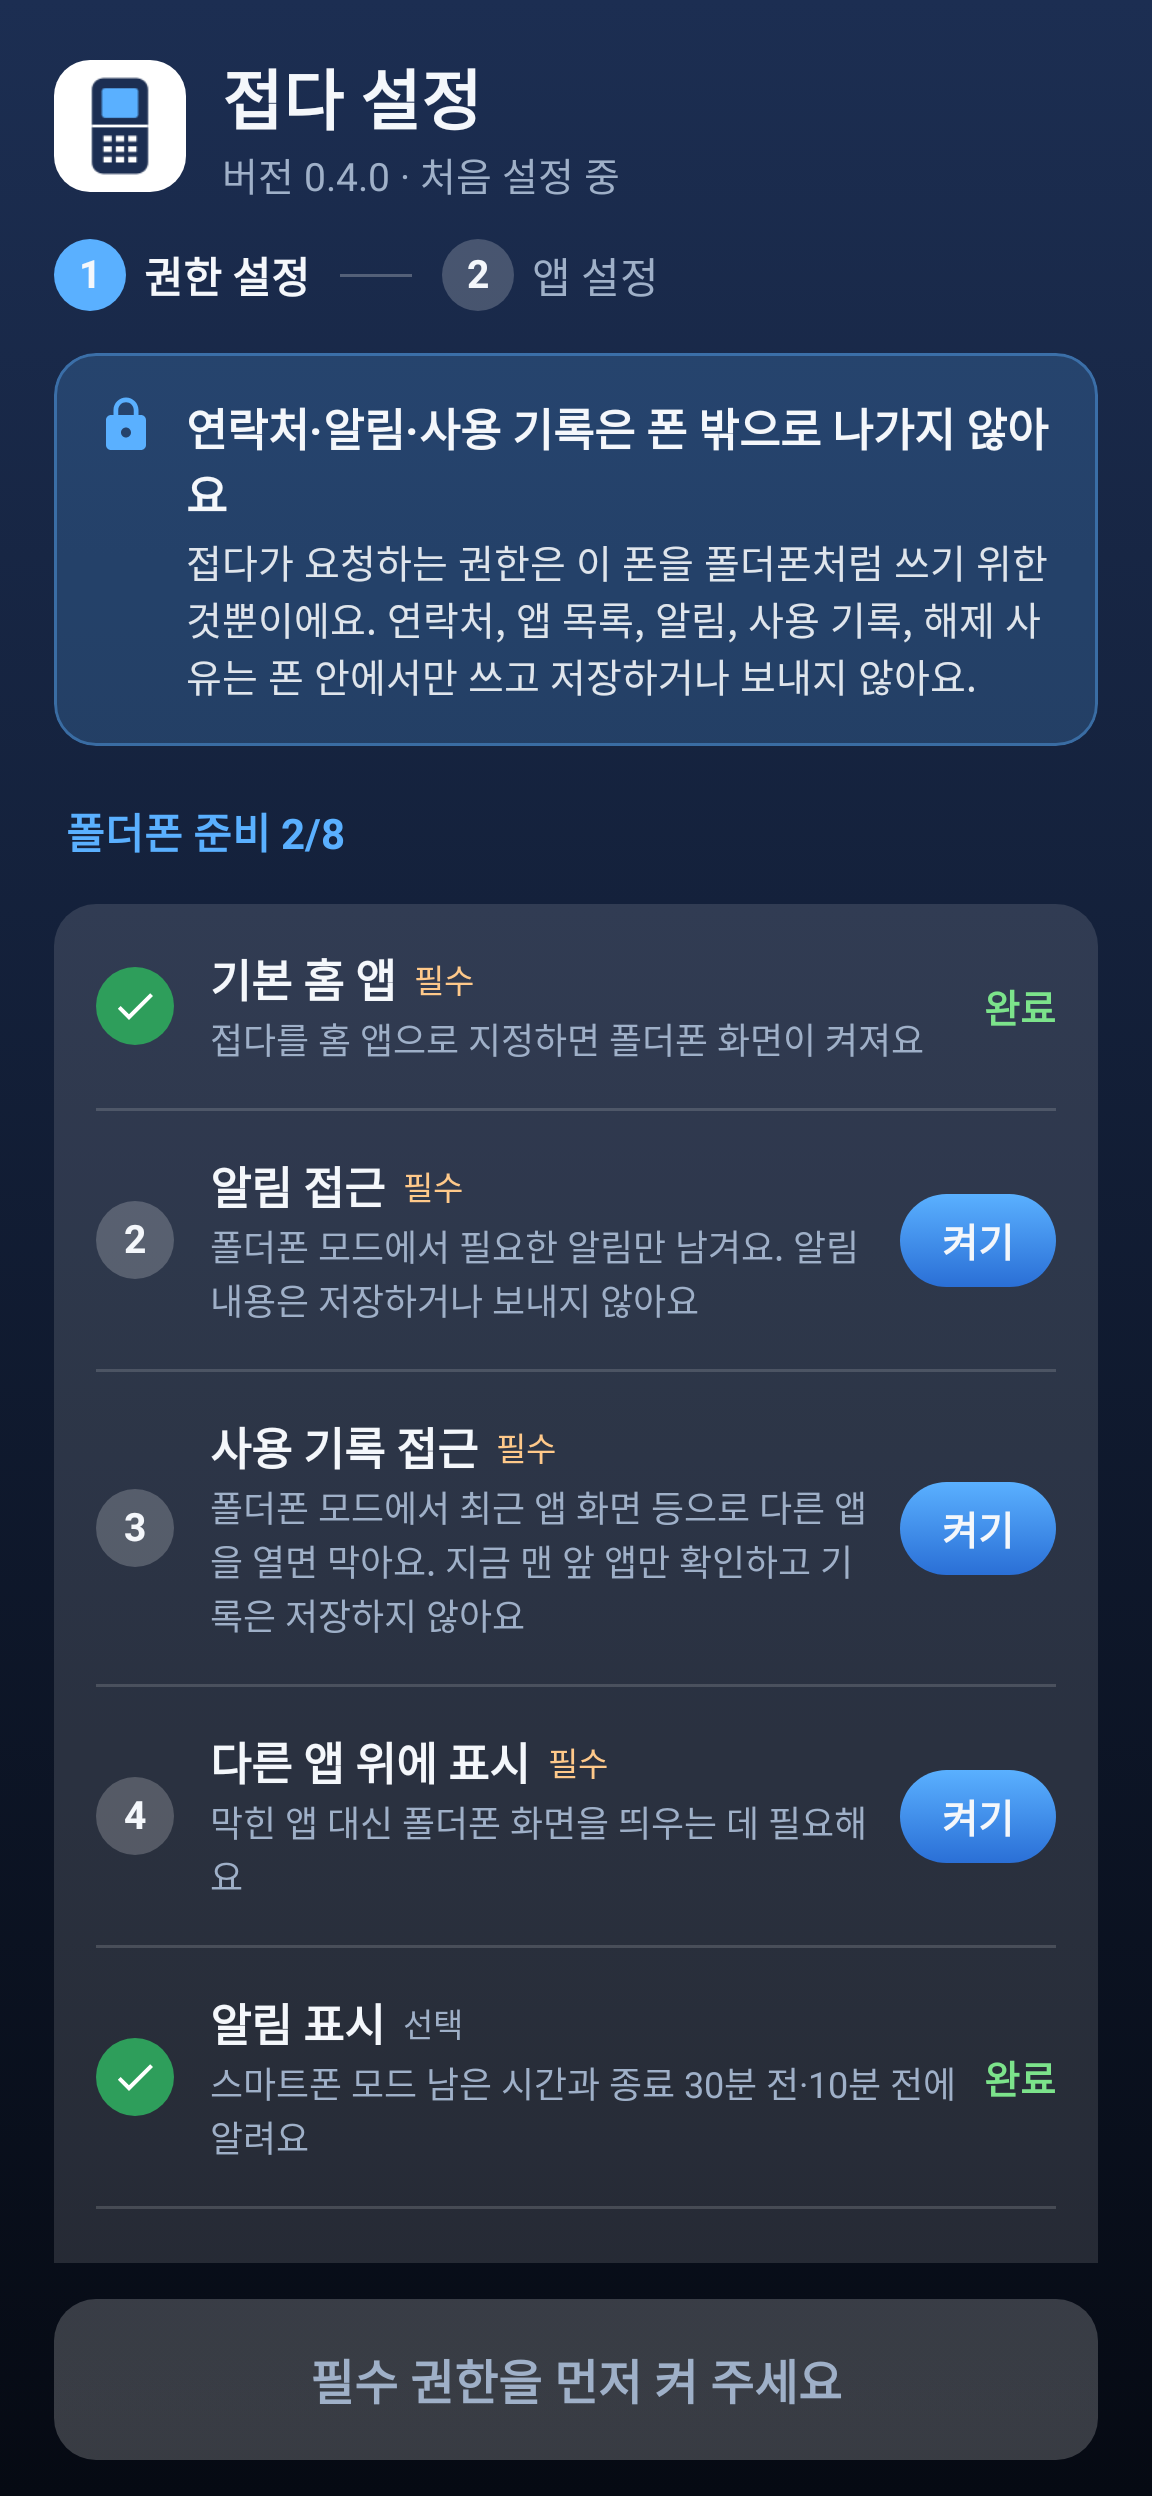 접다 설정
버전 0.4.0 · 처음 설정 중
1 권한 설정 2 앱 설정
연락처·알림·사용 기록은 폰 밖으로 나가지 않아
요
접다가 요청하는 권한은 이 폰을 폴더폰처럼 쓰기 위한
것뿐이에요. 연락처, 앱 목록, 알림, 사용 기록, 해제 사
유는 폰 안에서만 쓰고 저장하거나 보내지 않아요.
폴더폰 준비 2/8
기본 홈 앱 필수
접다를 홈 앱으로 지정하면 폴더폰 화면이 켜져요
완료
2
알림 접근 필수
폴더폰 모드에서 필요한 알림만 남겨요. 알림
내용은 저장하거나 보내지 않아요
켜기
3
사용 기록 접근 필수
폴더폰 모드에서 최근 앱 화면 등으로 다른 앱
을 열면 막아요. 지금 맨 앞 앱만 확인하고 기
록은 저장하지 않아요
켜기
4
다른 앱 위에 표시 필수
막힌 앱 대신 폴더폰 화면을 띄우는 데 필요해
요
켜기
알림 표시 선택
스마트폰 모드 남은 시간과 종료 30분 전·10분 전에
알려요
완료
필수 권한을 먼저 켜 주세요